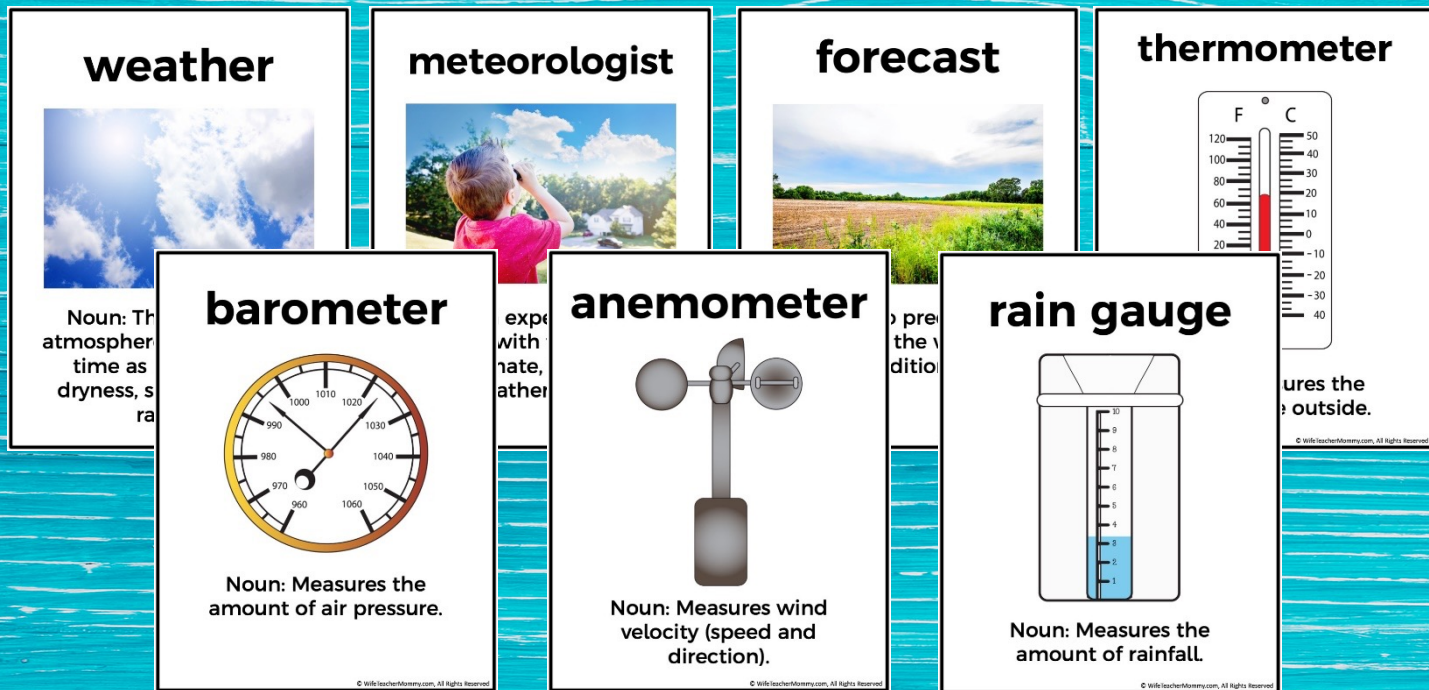 weather
Noun: Th
atmosphere
time as
dryness, s
ra
meteorologist
expe
with
nate,
ather
forecast
pred
the
ditio
thermometer
F C
120
100
80
60
40
20
50
40
30
20
10
0
-10
-20
-30
40
sures the
outside.
© WifeTeacherMommy.com, All Rights Reserved
barometer
960
970
980
990
1000
1010
1020
1030
1040
1050
1060
Noun: Measures the
amount of air pressure.
© WifeTeacherMommy.com, All Rights Reserved
anemometer
Noun: Measures wind
velocity (speed and
direction).
© WifeTeacherMommy.com, All Rights Reserved
rain gauge
10
9
8
7
6
5
4
3
2
1
Noun: Measures the
amount of rainfall.
© WifeTeacherMommy.com, All Rights Reserved